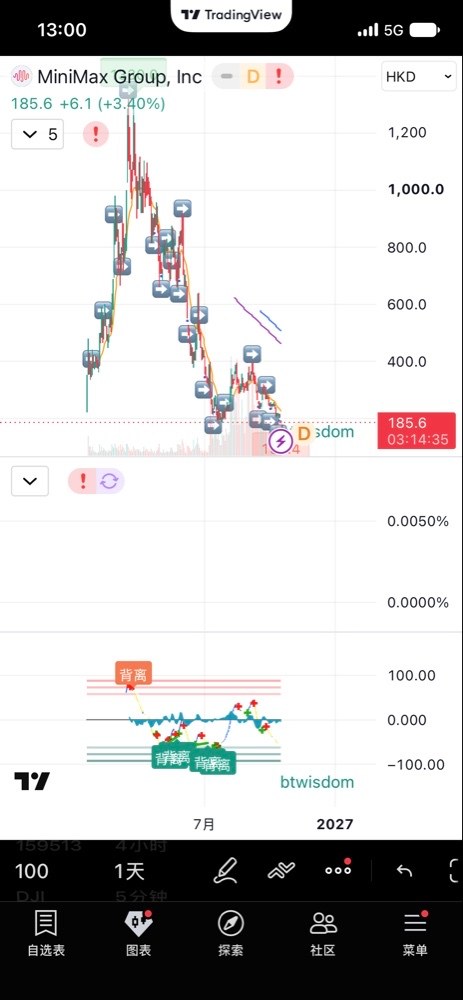 13:00
TradingView
5G
MiniMax Group, Inc
D
HKD
185.6 +6.1 (+3.40%)
5
1,200
1,000.0
800.0
600.0
400.0
185.6
03:14:35
D
sdom
0.0050%
0.0000%
背离
100.00
0.000
-100.00
背离
背离
背离
btwisdom
7月
2027
159513
4小时
100
1天
DJI
5分钟
自选表
图表
探索
社区
菜单